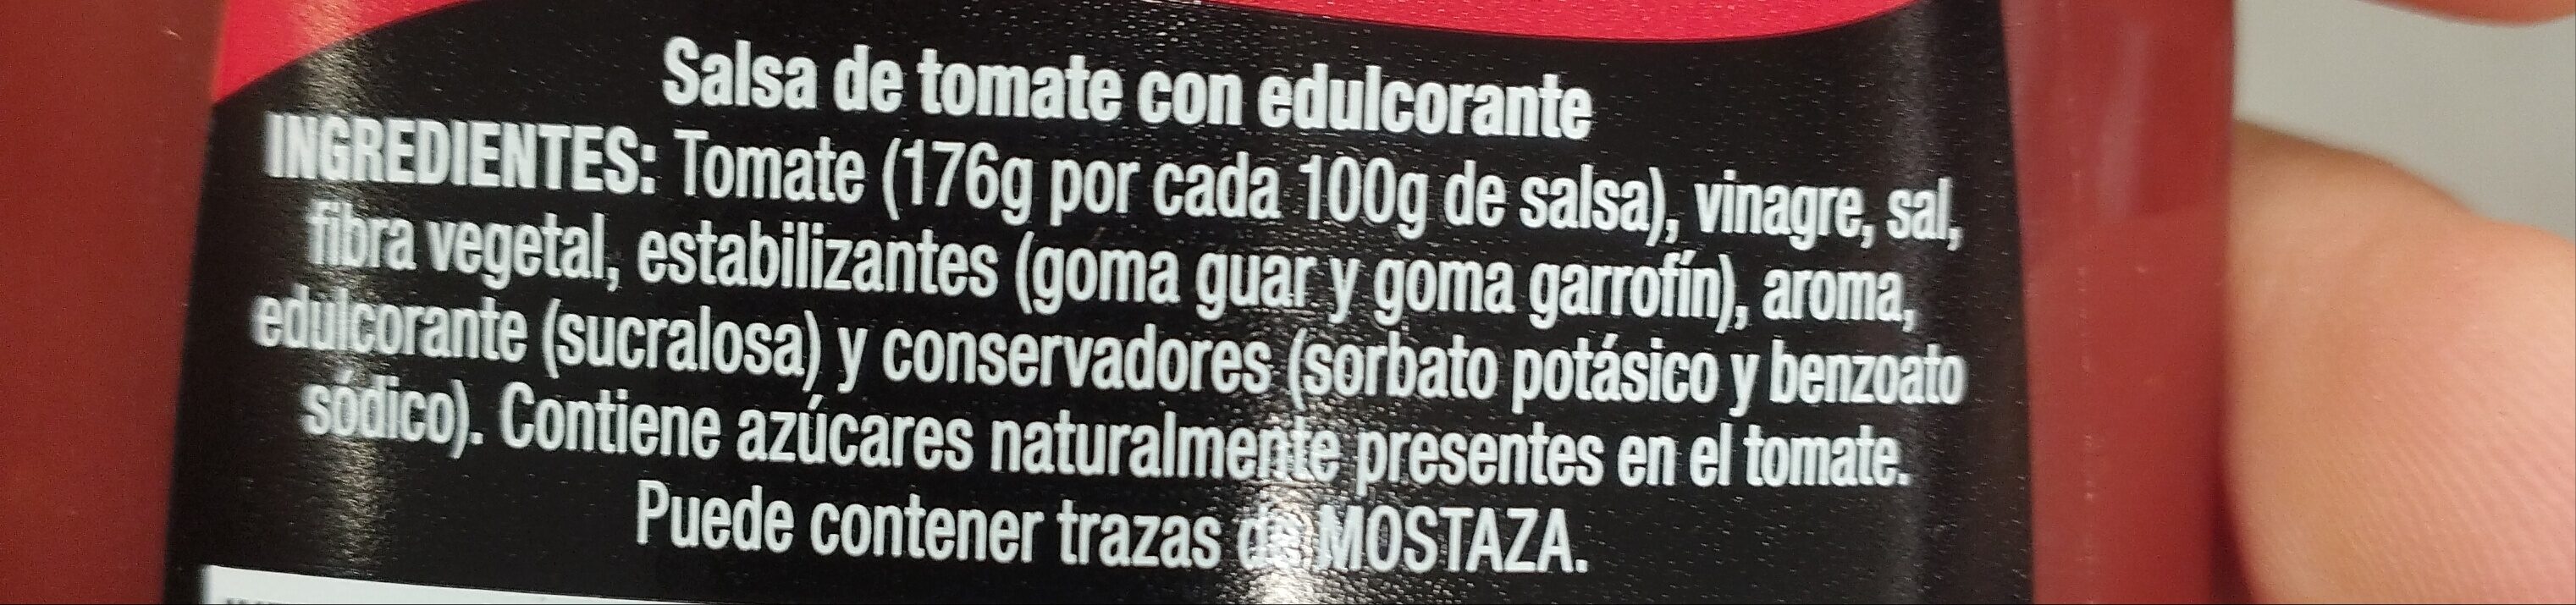 Salsa de tomate con edulcorante
INGREDIENTES: Tomate (176g por cada 100g de salsa), vinagre, sal,
fibra vegetal, estabilizantes (goma guar y goma garrofín), aroma,
edulcorante (sucralosa) y conservadores (sorbato potásico y benzoato
sódico). Contiene azúcares naturalmente presentes en el tomate.
Puede contener trazas de MOSTAZA.